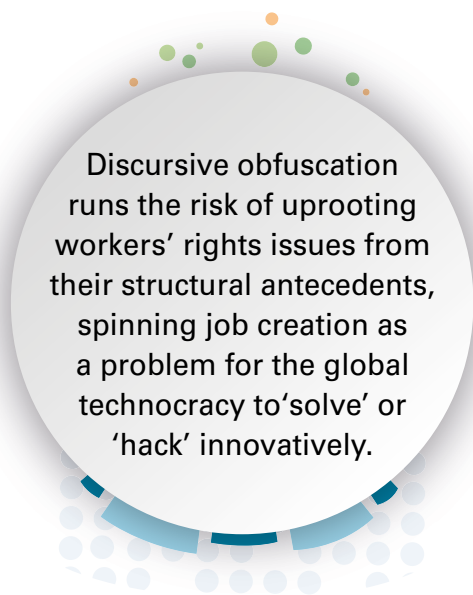 Discursive obfuscation
runs the risk of uprooting
workers’ rights issues from
their structural antecedents,
spinning job creation as
a problem for the global
technocracy to‘solve’ or
‘hack’ innovatively.